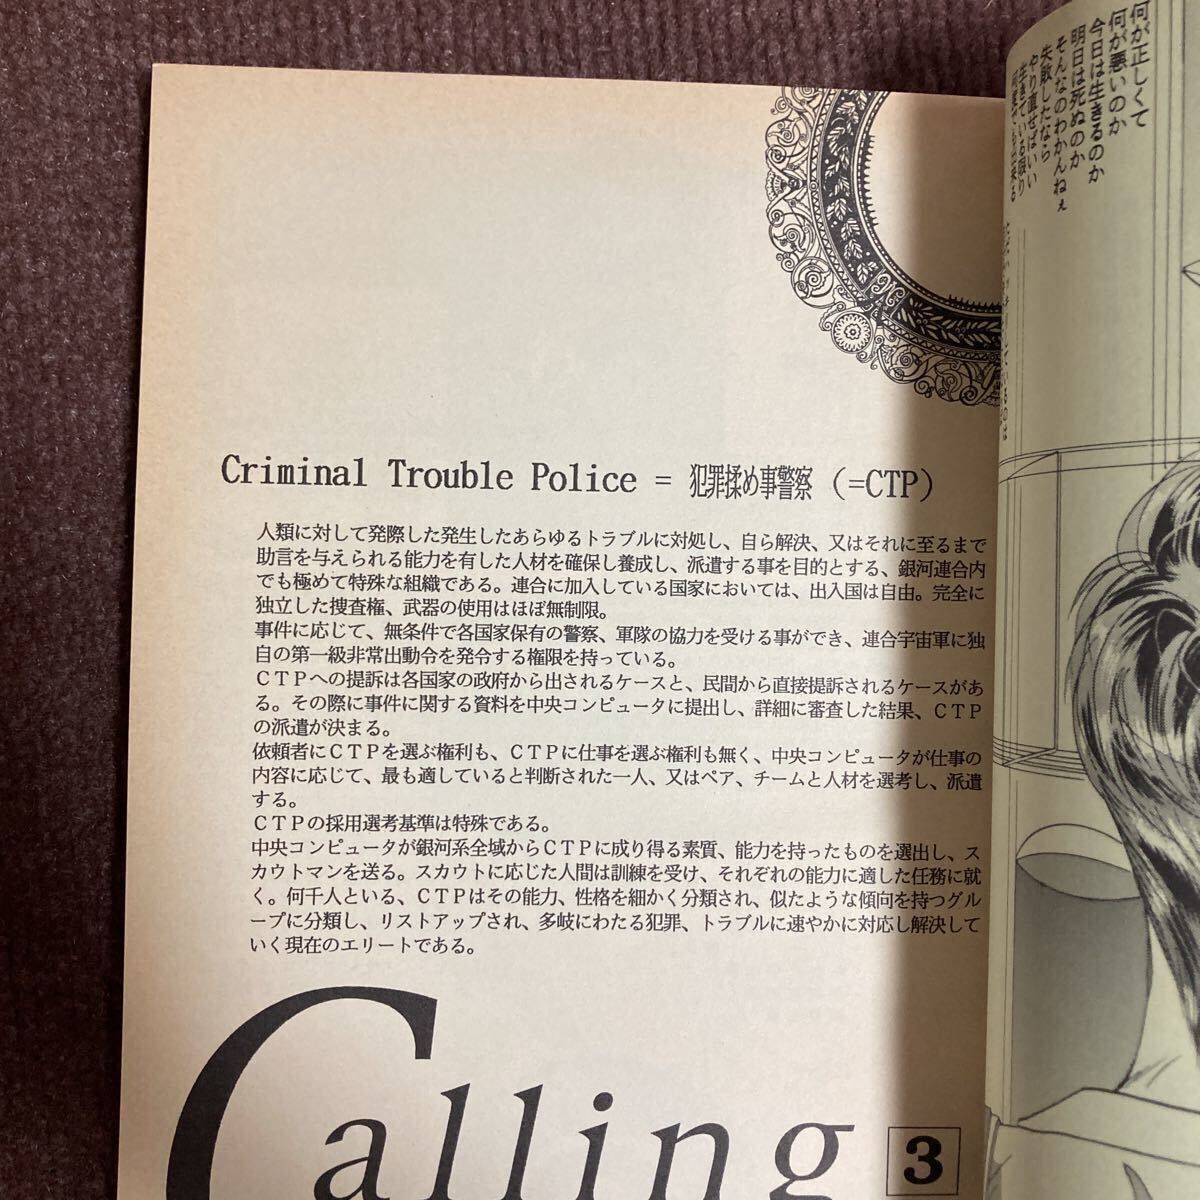 Criminal Trouble Police = 犯罪揉め事警察 (=CTP)
人類に対して発際した発生したあらゆるトラブルに対処し、自ら解決、又はそれに至るまで
助言を与えられる能力を有した人材を確保し養成し、派遣する事を目的とする、銀河連合内
でも極めて特殊な組織である。連合に加入している国家においては、出入国は自由。完全に
独立した捜査権、武器の使用はほぼ無制限。
事件に応じて、無条件で各国家保有の警察、軍隊の協力を受ける事ができ、連合宇宙軍に独
自の第一級非常出動令を発令する権限を持っている。
CTPへの提訴は各国家の政府から出されるケースと、民間から直接提訴されるケースがあ
る。その際に事件に関する資料を中央コンピュータに提出し、詳細に審査した結果、CTP
の派遣が決まる。
依頼者にCTPを選ぶ権利も、CTPに仕事を選ぶ権利も無く、中央コンピュータが仕事の
内容に応じて、最も適していると判断された一人、又はペア、チームと人材を選考し、派遣
する。
CTPの採用選考基準は特殊である。
中央コンピュータが銀河系全域からCTPに成り得る素質、能力を持ったものを選出し、ス
カウトマンを送る。スカウトに応じた人間は訓練を受け、それぞれの能力に適した任務に就
く。何千人といる、CTPはその能力、性格を細かく分類され、似たような傾向を持つグル
ープに分類し、リストアップされ、多岐にわたる犯罪、トラブルに速やかに対応し解決して
いく現在のエリートである。
Calling 3
何が正しくて
何が悪いのか
今日は生きるのか
明日は死ぬのか
そんなのわかんねぇ
失敗したなら
やり直せばいい
生きている限り